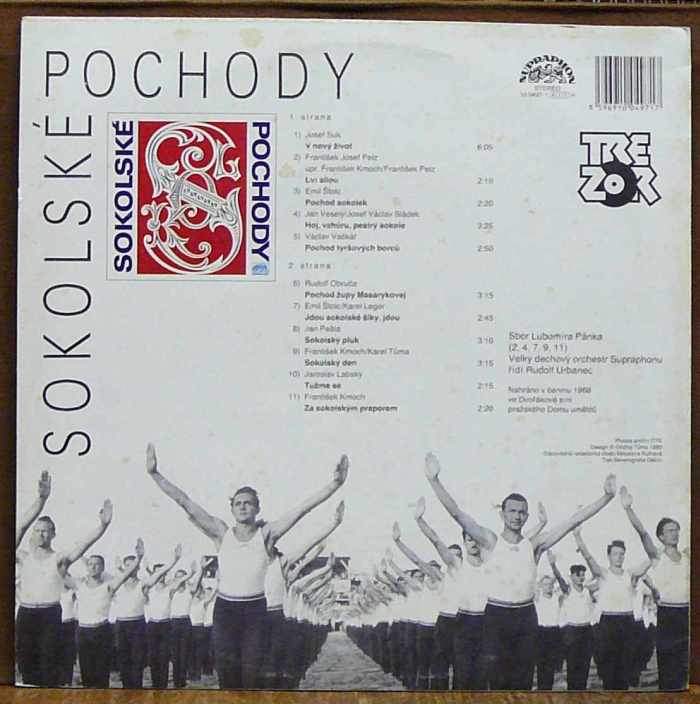 SOKOLSKÉ
POCHODY
SOKOLSKÉ
POCHODY
SUPRAPHON
STEREO
TREZOR
1. strana
1) Josef Suk
V nový život 6:05
2) František Josef Pelz
upr. František Kmoch/František Pelz
Lví silou 2:10
3) Emil Štolc
Pochod sokolek 2:20
4) Jan Veselý/Josef Václav Sládek
Hoj, vzhůru, pestrý sokole 3:25
5) Václav Vačkář
Pochod tyršových borců 2:50
2. strana
6) Rudolf Obruča
Pochod župy Masarykovej 3:15
7) Emil Štolc/Karel Leger
Jdou sokolské šiky, jdou 2:45
8) Jan Pešta
Sokolský pluk 3:10
9) František Kmoch/Karel Tůma
Sokolský den 3:15
10) Jaroslav Labský
Tužme se 2:15
11) František Kmoch
Za sokolským praporem 2:20
Sbor Lubomíra Pánka
(2, 4, 7, 9, 11)
Velký dechový orchestr Supraphonu
řídí Rudolf Urbanec
Nahráno v červnu 1968
ve Dvořákově síni
pražského Domu umělců
Photos archiv ČTK